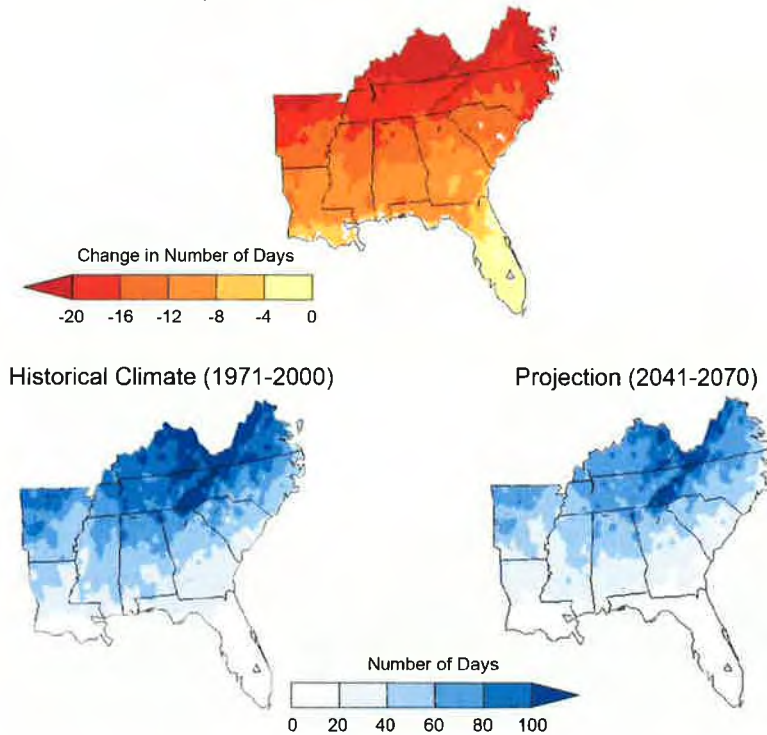 Change in Number of Days
-20 -16 -12 -8 -4 0
Historical Climate (1971-2000)
Projection (2041-2070)
Number of Days
0 20 40 60 80 100